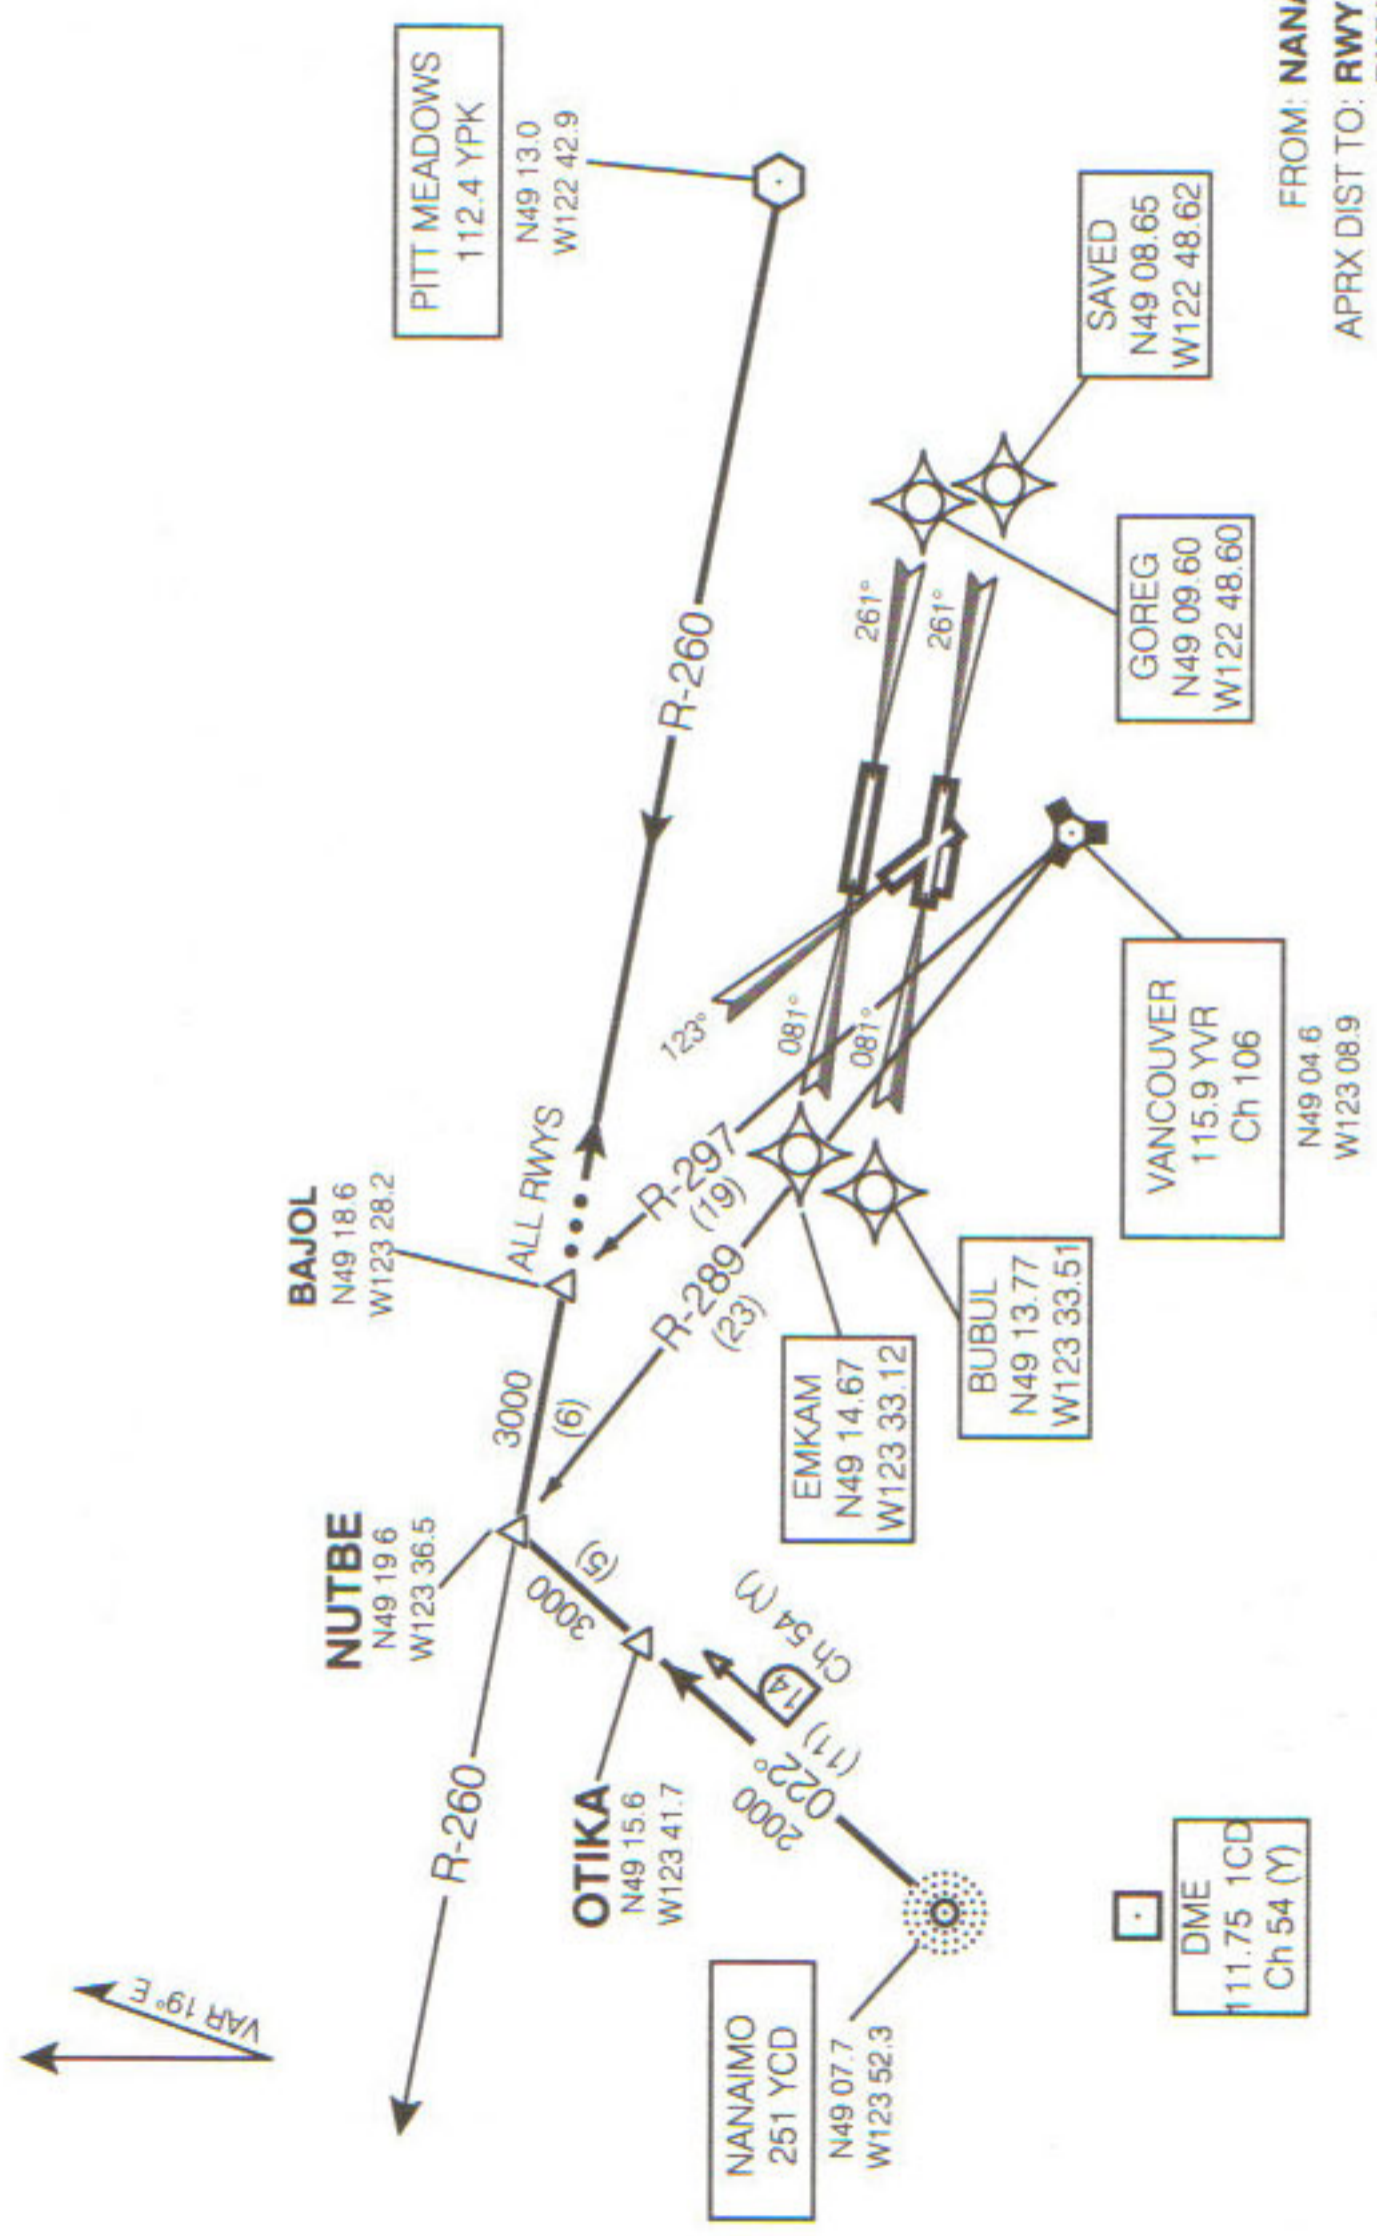 VAR 19° E
PITT MEADOWS
112.4 YPK
N49 13.0
W122 42.9
R-260
BAJOL
N49 18.6
W123 28.2
ALL RWYS
3000
(6)
NUTBE
N49 19 6
W123 36.5
R-260
3000
(5)
OTIKA
N49 15.6
W123 41.7
2000
022°
(11)
14
Ch 54 (Y)
NANAIMO
251 YCD
N49 07.7
W123 52.3
DME
111.75 1CD
Ch 54 (Y)
R-297
(19)
R-289
(23)
123°
081°
081°
261°
261°
EMKAM
N49 14.67
W123 33.12
BUBUL
N49 13.77
W123 33.51
VANCOUVER
115.9 YVR
Ch 106
N49 04.6
W123 08.9
GOREG
N49 09.60
W122 48.60
SAVED
N49 08.65
W122 48.62
FROM: NANA
APRX DIST TO: RWY